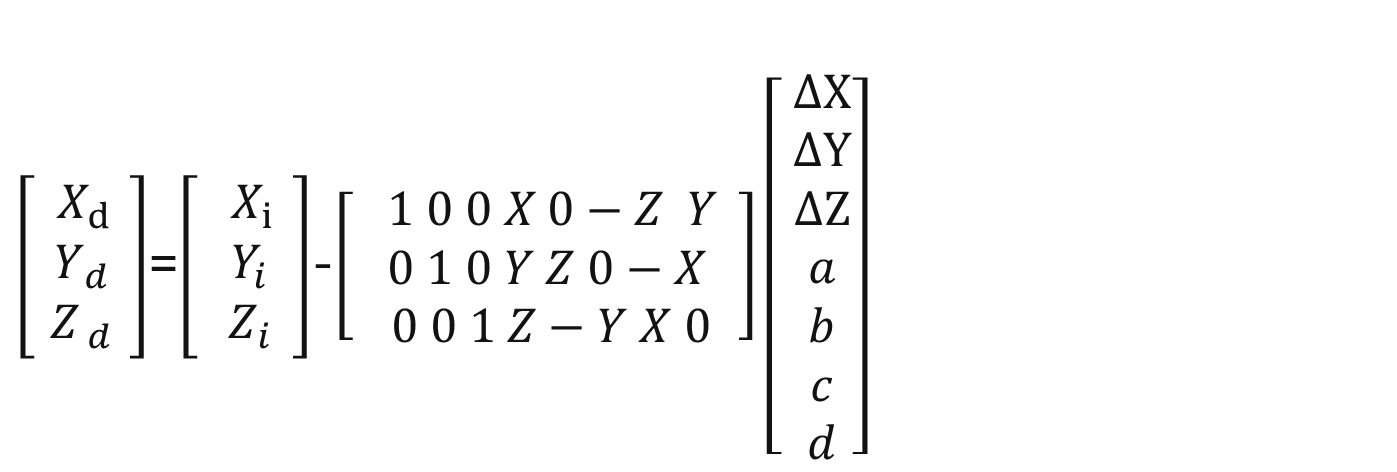 [X_d Y_d Z_d] = [X_i Y_i Z_i] - [1 0 0 X 0 − Z Y
0 1 0 Y Z 0 − X
0 0 1 Z − Y X 0] [ΔX
ΔY
ΔZ
a
b
c
d]